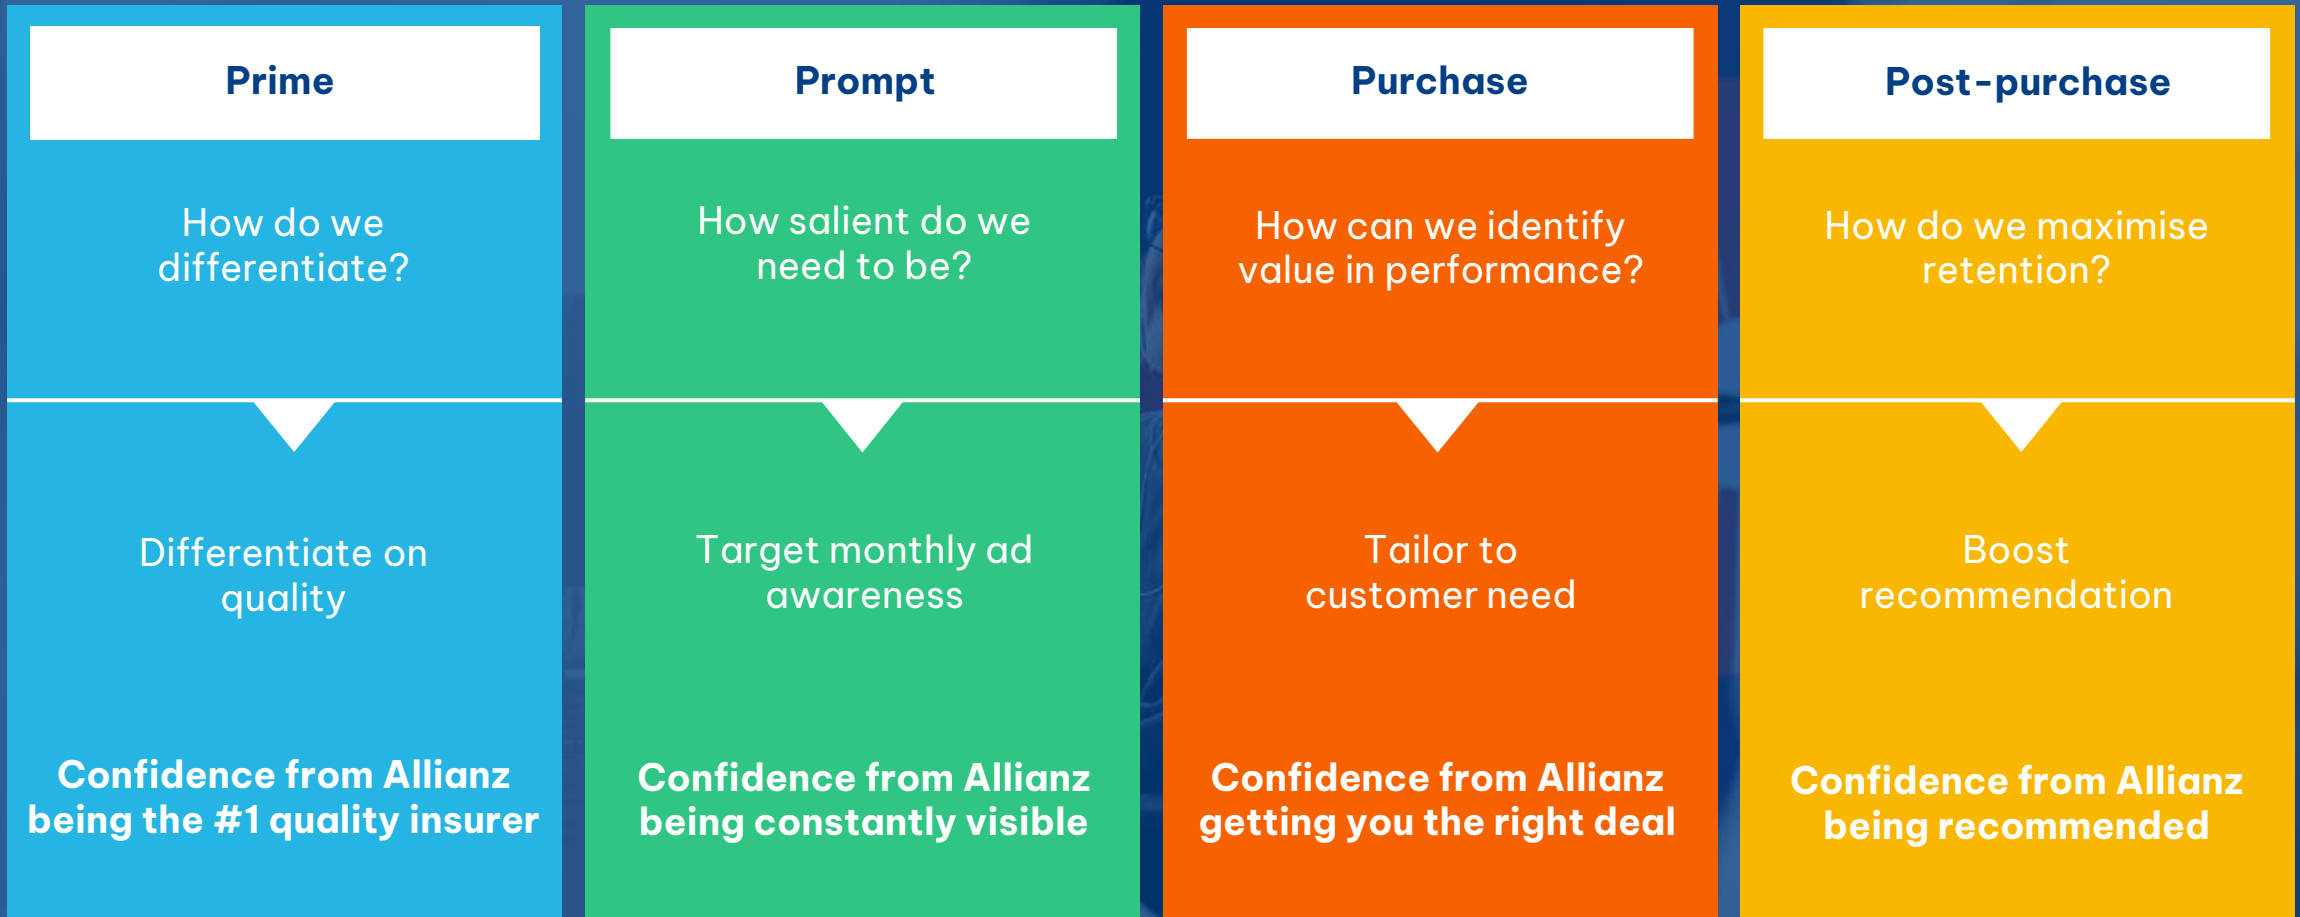 Prime
How do we
differentiate?
Differentiate on
quality
Confidence from Allianz
being the #1 quality insurer
Prompt
How salient do we
need to be?
Target monthly ad
awareness
Confidence from Allianz
being constantly visible
Purchase
How can we identify
value in performance?
Tailor to
customer need
Confidence from Allianz
getting you the right deal
Post-purchase
How do we maximise
retention?
Boost
recommendation
Confidence from Allianz
being recommended